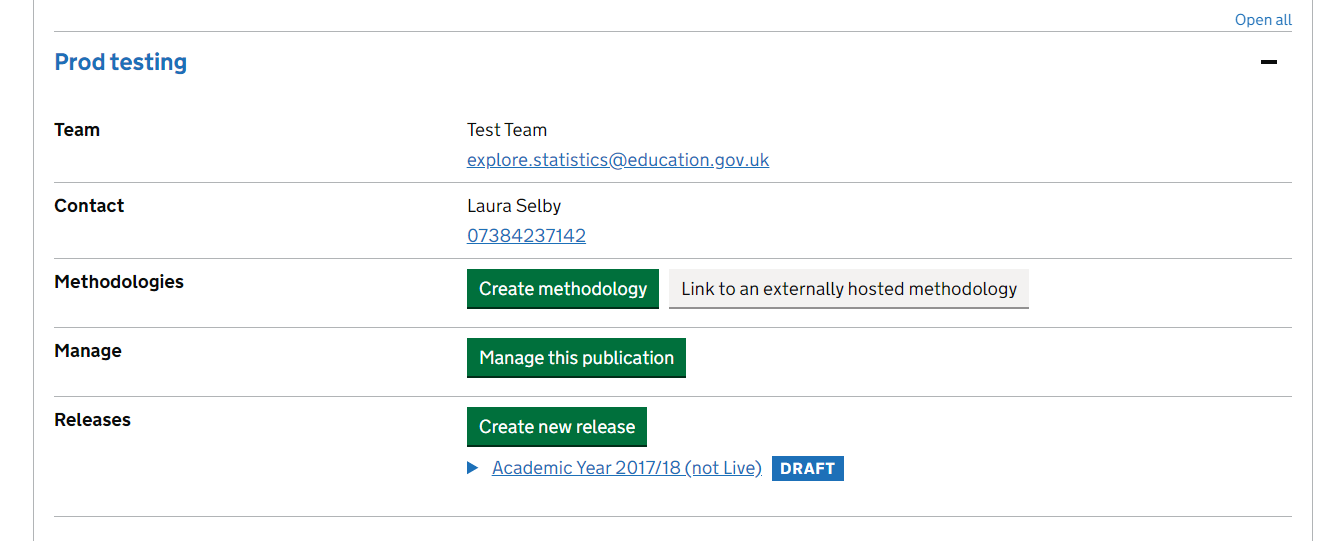 Open all
Prod testing
Team
Test Team
explore.statistics@education.gov.uk
Contact
Laura Selby
07384237142
Methodologies
Create methodology
Link to an externally hosted methodology
Manage
Manage this publication
Releases
Create new release
Academic Year 2017/18 (not Live)
DRAFT